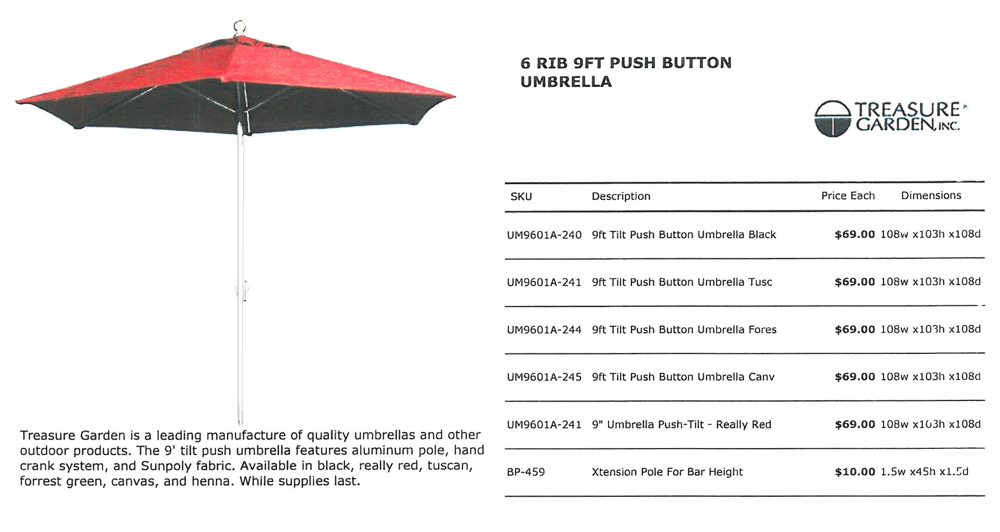 6 RIB 9FT PUSH BUTTON
UMBRELLA
TREASURE
GARDEN, INC.
SKU Description Price Each Dimensions
UM9601A-240 9ft Tilt Push Button Umbrella Black $69.00 108w x103h x108d
UM9601A-241 9ft Tilt Push Button Umbrella Tusc $69.00 108w x103h x108d
UM9601A-244 9ft Tilt Push Button Umbrella Fores $69.00 108w x103h x108d
UM9601A-245 9ft Tilt Push Button Umbrella Canv $69.00 108w x103h x108d
UM9601A-241 9" Umbrella Push-Tilt - Really Red $69.00 108w x103h x108d
BP-459 Xtension Pole For Bar Height $10.00 1.5w x45h x1.5d
Treasure Garden is a leading manufacture of quality umbrellas and other
outdoor products. The 9' tilt push umbrella features aluminum pole, hand
crank system, and Sunpoly fabric. Available in black, really red, tuscan,
forrest green, canvas, and henna. While supplies last.